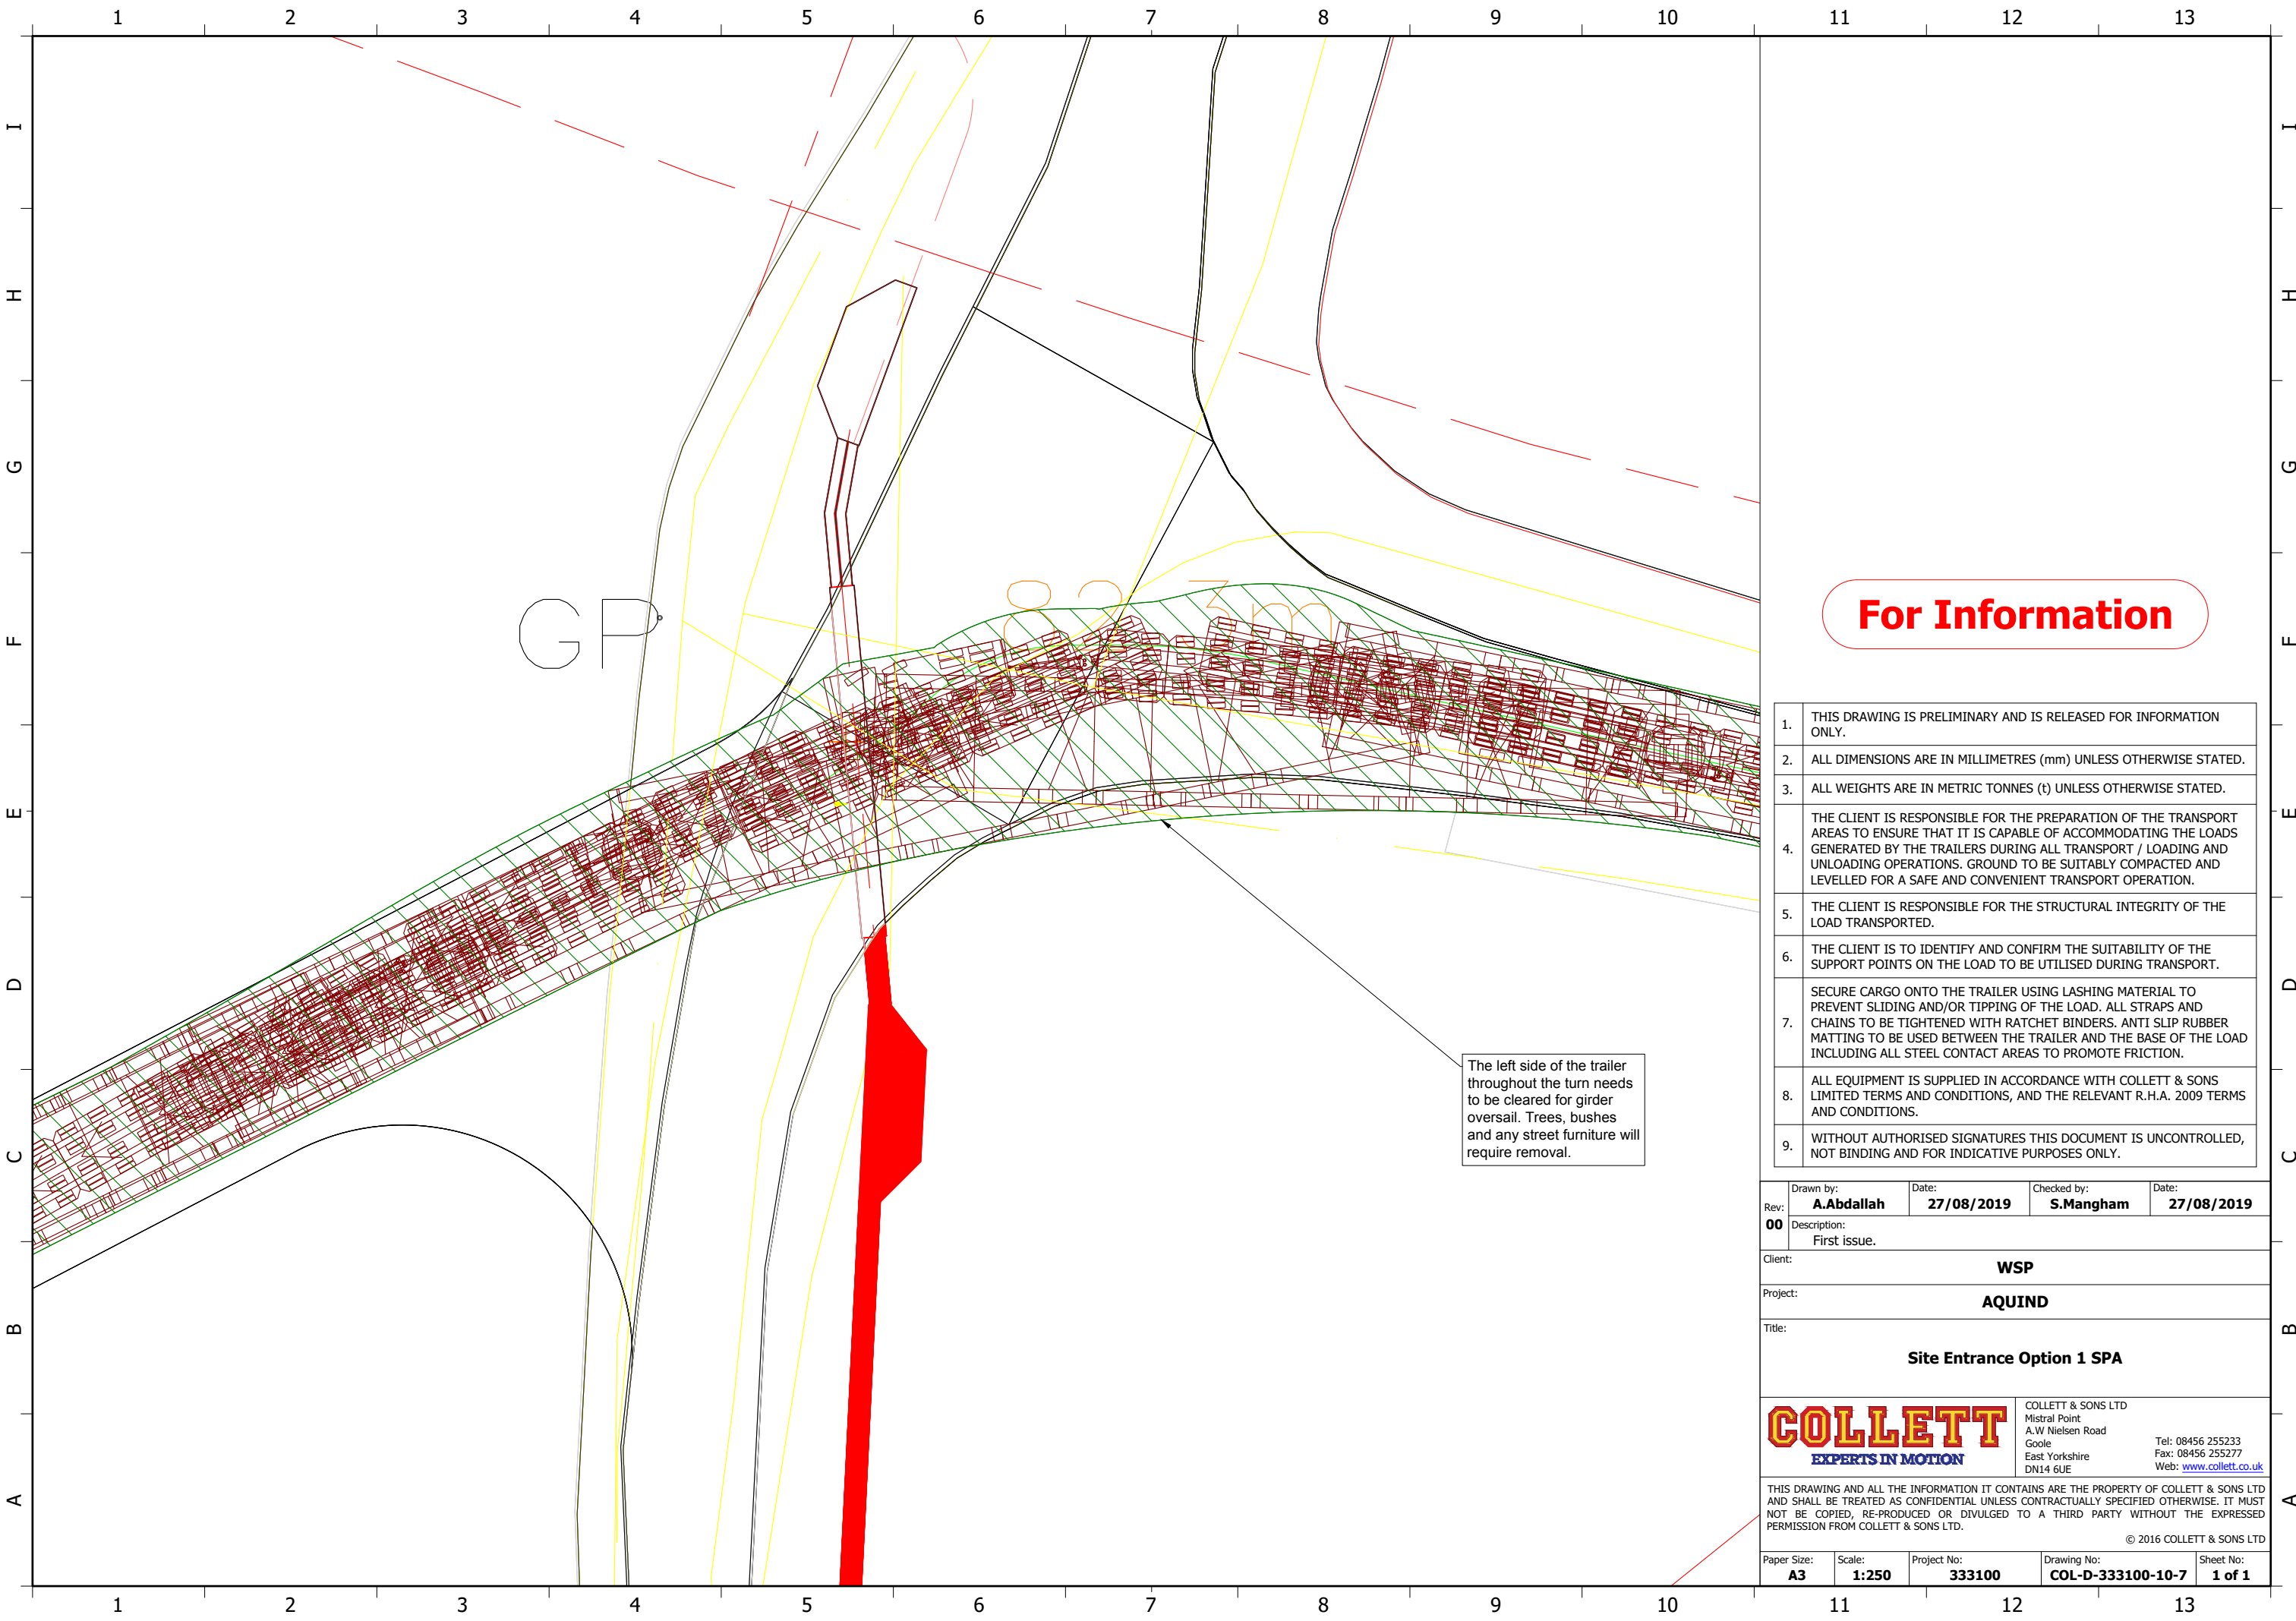 1 2 3 4 5 6 7 8 9 10 11 12 13
I I
H H
G G
F F
E E
D D
C C
B B
A A
GP
The left side of the trailer
throughout the turn needs
to be cleared for girder
oversail. Trees, bushes
and any street furniture will
require removal.
For Information
1. THIS DRAWING IS PRELIMINARY AND IS RELEASED FOR INFORMATION
ONLY.
2. ALL DIMENSIONS ARE IN MILLIMETRES (mm) UNLESS OTHERWISE STATED.
3. ALL WEIGHTS ARE IN METRIC TONNES (t) UNLESS OTHERWISE STATED.
4. THE CLIENT IS RESPONSIBLE FOR THE PREPARATION OF THE TRANSPORT
AREAS TO ENSURE THAT IT IS CAPABLE OF ACCOMMODATING THE LOADS
GENERATED BY THE TRAILERS DURING ALL TRANSPORT / LOADING AND
UNLOADING OPERATIONS. GROUND TO BE SUITABLY COMPACTED AND
LEVELLED FOR A SAFE AND CONVENIENT TRANSPORT OPERATION.
5. THE CLIENT IS RESPONSIBLE FOR THE STRUCTURAL INTEGRITY OF THE
LOAD TRANSPORTED.
6. THE CLIENT IS TO IDENTIFY AND CONFIRM THE SUITABILITY OF THE
SUPPORT POINTS ON THE LOAD TO BE UTILISED DURING TRANSPORT.
7. SECURE CARGO ONTO THE TRAILER USING LASHING MATERIAL TO
PREVENT SLIDING AND/OR TIPPING OF THE LOAD. ALL STRAPS AND
CHAINS TO BE TIGHTENED WITH RATCHET BINDERS. ANTI SLIP RUBBER
MATTING TO BE USED BETWEEN THE TRAILER AND THE BASE OF THE LOAD
INCLUDING ALL STEEL CONTACT AREAS TO PROMOTE FRICTION.
8. ALL EQUIPMENT IS SUPPLIED IN ACCORDANCE WITH COLLETT & SONS
LIMITED TERMS AND CONDITIONS, AND THE RELEVANT R.H.A. 2009 TERMS
AND CONDITIONS.
9. WITHOUT AUTHORISED SIGNATURES THIS DOCUMENT IS UNCONTROLLED,
NOT BINDING AND FOR INDICATIVE PURPOSES ONLY.
Rev: Drawn by: Date: Checked by: Date:
00 A.Abdallah 27/08/2019 S.Mangham 27/08/2019
Description:
First issue.
Client:
WSP
Project:
AQUIND
Title:
Site Entrance Option 1 SPA
COLLETT
EXPERTS IN MOTION
COLLETT & SONS LTD
Mistral Point
A.W Nielsen Road
Goole
East Yorkshire
DN14 6UE
Tel: 08456 255233
Fax: 08456 255277
Web: www.collett.co.uk
THIS DRAWING AND ALL THE INFORMATION IT CONTAINS ARE THE PROPERTY OF COLLETT & SONS LTD
AND SHALL BE TREATED AS CONFIDENTIAL UNLESS CONTRACTUALLY SPECIFIED OTHERWISE. IT MUST
NOT BE COPIED, RE-PRODUCED OR DIVULGED TO A THIRD PARTY WITHOUT THE EXPRESSED
PERMISSION FROM COLLETT & SONS LTD.
© 2016 COLLETT & SONS LTD
Paper Size: Scale: Project No: Drawing No: Sheet No:
A3 1:250 333100 COL-D-333100-10-7 1 of 1
1 2 3 4 5 6 7 8 9 10 11 12 13